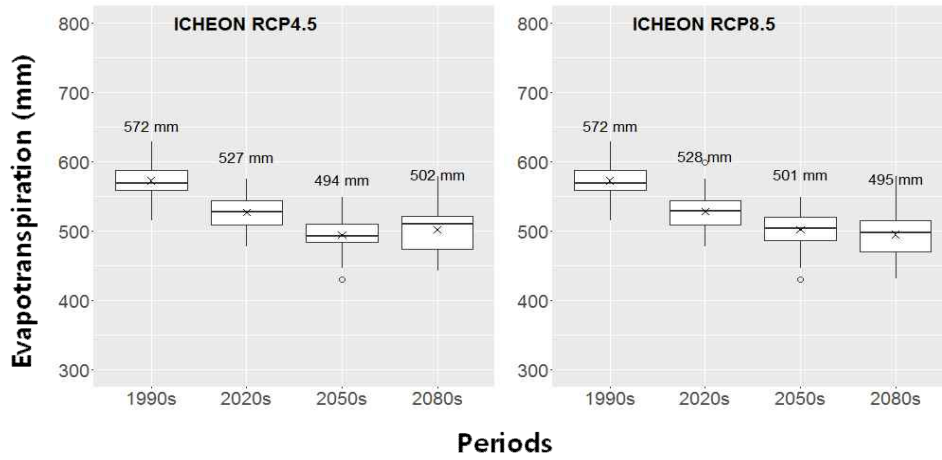 Evapotranspiration (mm)
ICHEON RCP4.5
800
700
600
500
400
300
572 mm
527 mm
494 mm
502 mm
1990s
2020s
2050s
2080s
ICHEON RCP8.5
800
700
600
500
400
300
572 mm
528 mm
501 mm
495 mm
1990s
2020s
2050s
2080s
Periods